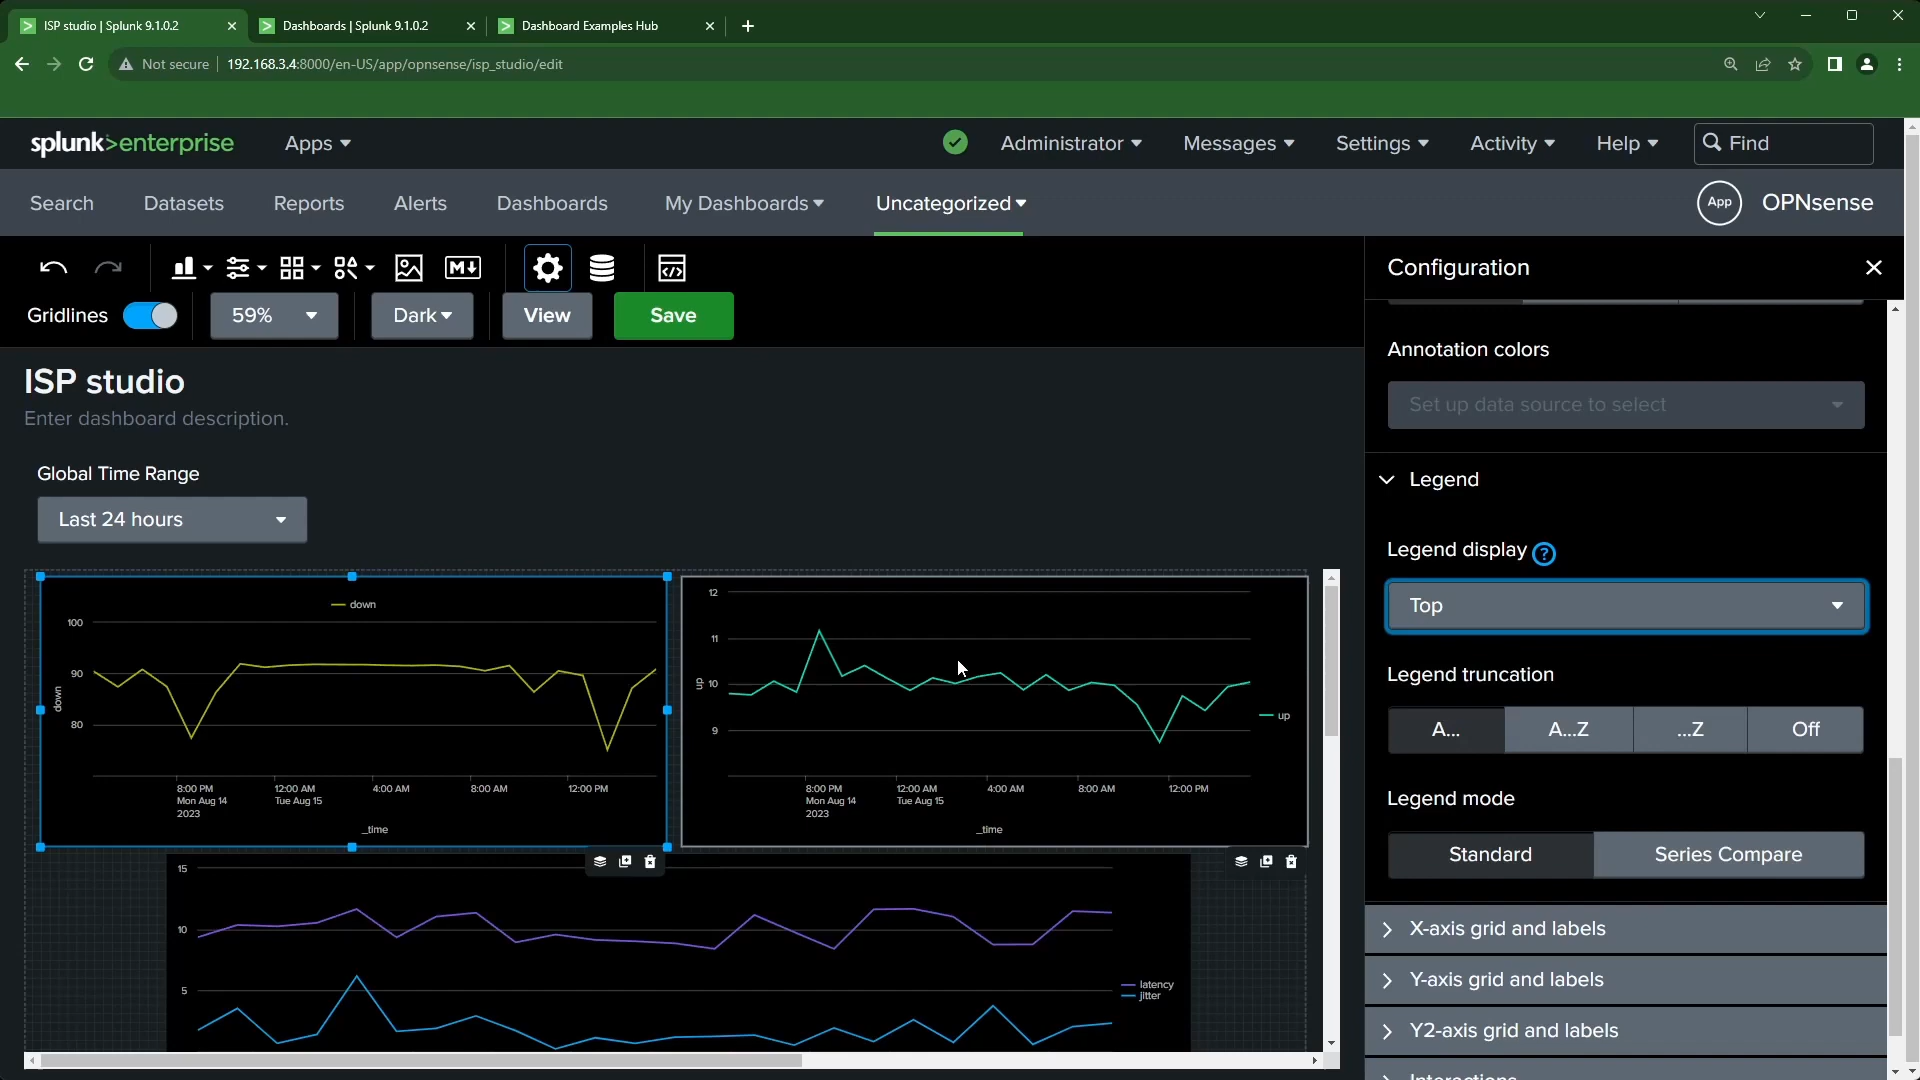 ISP studio | Splunk 9.1.0.2
Dashboards | Splunk 9.1.0.2
Dashboard Examples Hub
Not secure
192.168.3.4:8000/en-US/app/opnsense/isp_studio/edit
splunk>enterprise
Apps
Administrator
Messages
Settings
Activity
Help
Find
Search
Datasets
Reports
Alerts
Dashboards
My Dashboards
Uncategorized
App
OPNsense
Gridlines
59%
Dark
View
Save
ISP studio
Enter dashboard description.
Global Time Range
Last 24 hours
down
100
90
80
down
8:00 PM
Mon Aug 14
2023
12:00 AM
Tue Aug 15
4:00 AM
8:00 AM
12:00 PM
_time
12
11
10
9
up
up
8:00 PM
Mon Aug 14
2023
12:00 AM
Tue Aug 15
4:00 AM
8:00 AM
12:00 PM
_time
15
10
5
latency
jitter
Configuration
Annotation colors
Set up data source to select
Legend
Legend display ?
Top
Legend truncation
A...
A...Z
...Z
Off
Legend mode
Standard
Series Compare
X-axis grid and labels
Y-axis grid and labels
Y2-axis grid and labels
Interactions